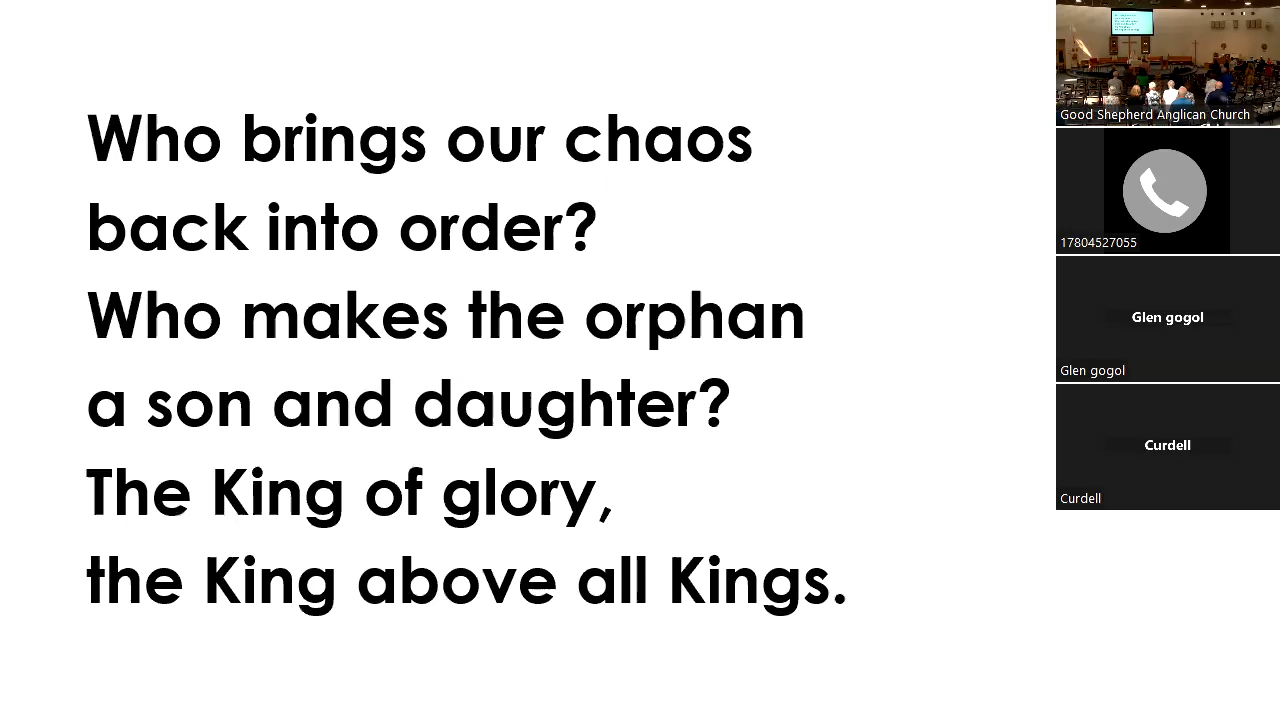 Who brings our chaos
back into order?
Who makes the orphan
a son and daughter?
The King of glory,
the King above all Kings.
Good Shepherd Anglican Church
17804527055
Glen gogol
Glen gogol
Curdell
Curdell